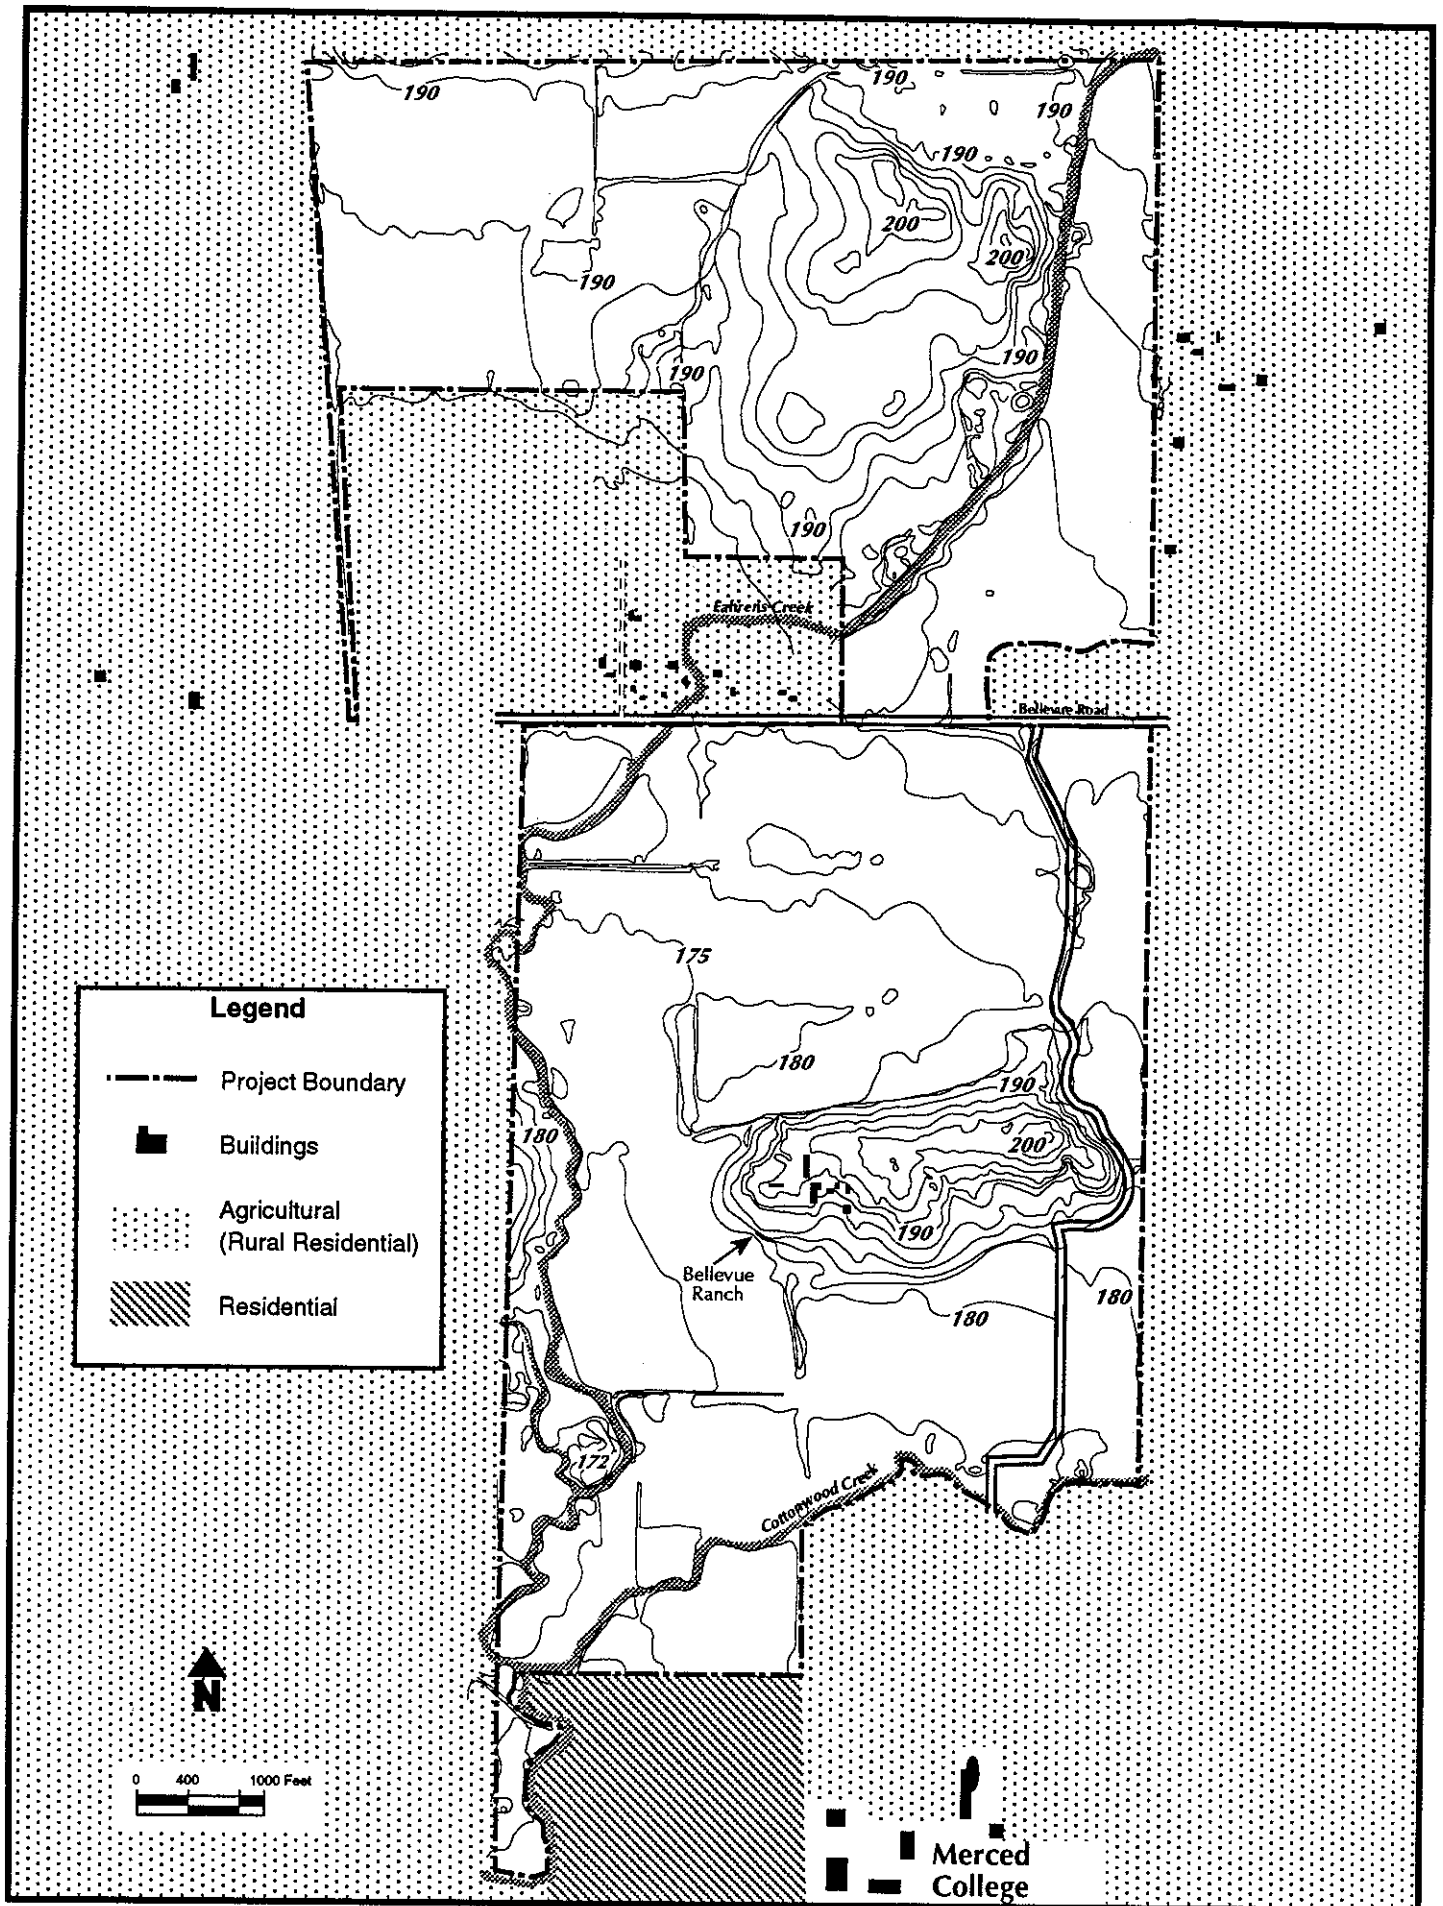 190
190
190
190
200
200
190
190
190
190
Fahrens Creek
Bellevue Road
175
180
190
180
200
190
Bellevue
Ranch
180
180
172
Cottonwood Creek
Legend
Project Boundary
Buildings
Agricultural
(Rural Residential)
Residential
N
0 400 1000 Feet
Merced
College